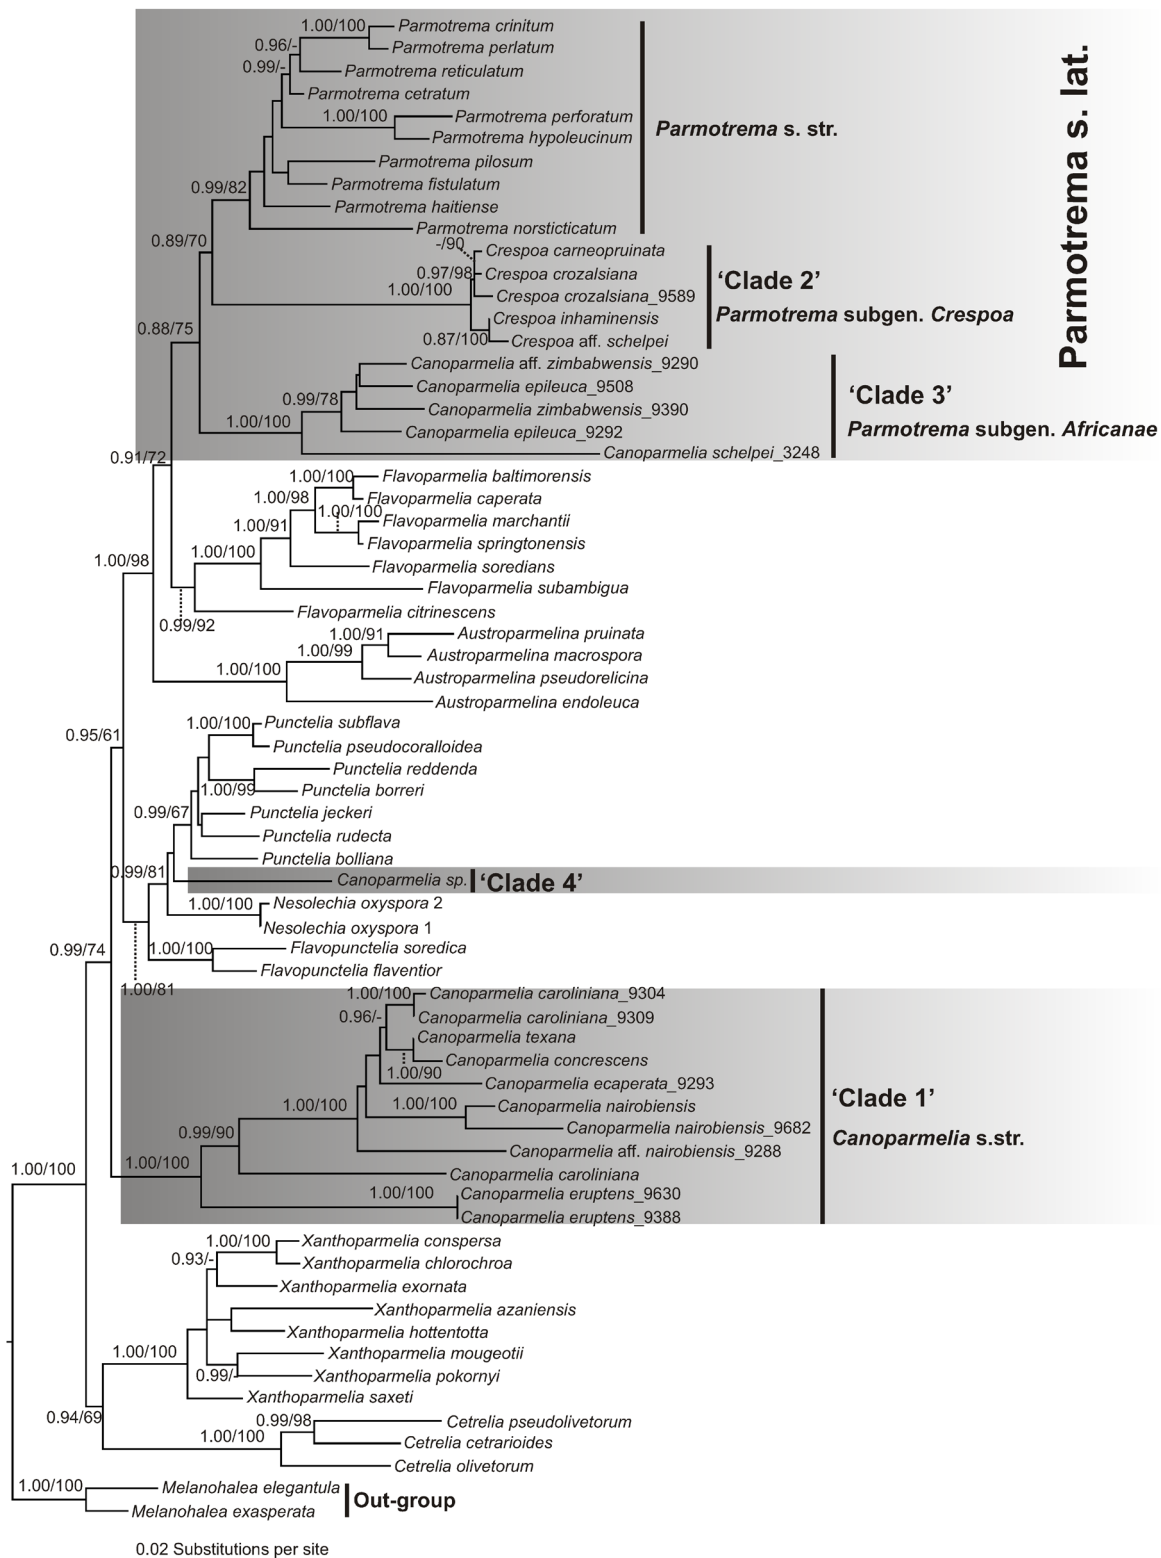 1.00/100
Parmotrema crinitum
Parmotrema perlatum
0.96/-
Parmotrema reticulatum
0.99/-
Parmotrema cetratum
1.00/100
Parmotrema perforatum
Parmotrema hypoleucinum
Parmotrema s. str.
Parmotrema s. lat.
Parmotrema pilosum
Parmotrema fistulatum
0.99/82
Parmotrema haitiense
Parmotrema norsticticatum
0.89/70
-/90
Crespoa carneopruinata
0.97/98
Crespoa crozalsiana
1.00/100
Crespoa crozalsiana_9589
Crespoa inhaminensis
0.87/100
Crespoa aff. schelpei
‘Clade 2’
Parmotrema subgen. Crespoa
0.88/75
Canoparmelia aff. zimbabwensis_9290
Canoparmelia epileuca_9508
0.99/78
Canoparmelia zimbabwensis_9390
1.00/100
Canoparmelia epileuca_9292
Canoparmelia schelpei_3248
‘Clade 3’
Parmotrema subgen. Africanae
0.91/72
1.00/100
Flavoparmelia baltimorensis
1.00/98
Flavoparmelia caperata
1.00/100
Flavoparmelia marchantii
1.00/91
Flavoparmelia springtonensis
1.00/100
Flavoparmelia soredians
1.00/98
Flavoparmelia subambigua
Flavoparmelia citrinescens
0.99/92
1.00/91
Austroparmelina pruinata
1.00/99
Austroparmelina macrospora
1.00/100
Austroparmelina pseudorelicina
Austroparmelina endoleuca
0.95/61
1.00/100
Punctelia subflava
Punctelia pseudocoralloidea
Punctelia reddenda
1.00/99
Punctelia borreri
0.99/67
Punctelia jeckeri
Punctelia rudecta
Punctelia bolliana
0.99/81
Canoparmelia sp.
‘Clade 4’
1.00/100
Nesolechia oxyspora 2
Nesolechia oxyspora 1
0.99/74
1.00/100
Flavopunctelia soredica
Flavopunctelia flaventior
1.00/81
1.00/100
Canoparmelia caroliniana_9304
0.96/-
Canoparmelia caroliniana_9309
Canoparmelia texana
Canoparmelia concrescens
1.00/90
Canoparmelia ecaperata_9293
1.00/100
1.00/100
Canoparmelia nairobiensis
Canoparmelia nairobiensis_9682
0.99/90
Canoparmelia aff. nairobiensis_9288
1.00/100
Canoparmelia caroliniana
1.00/100
Canoparmelia eruptens_9630
Canoparmelia eruptens_9388
‘Clade 1’
Canoparmelia s.str.
1.00/100
1.00/100
Xanthoparmelia conspersa
0.93/-
Xanthoparmelia chlorochroa
Xanthoparmelia exornata
Xanthoparmelia azaniensis
Xanthoparmelia hottentotta
1.00/100
Xanthoparmelia mougeotii
0.99/-
Xanthoparmelia pokornyi
Xanthoparmelia saxeti
0.94/69
0.99/98
Cetrelia pseudolivetorum
1.00/100
Cetrelia cetrarioides
Cetrelia olivetorum
1.00/100
Melanohalea elegantula
Melanohalea exasperata
Out-group
0.02 Substitutions per site